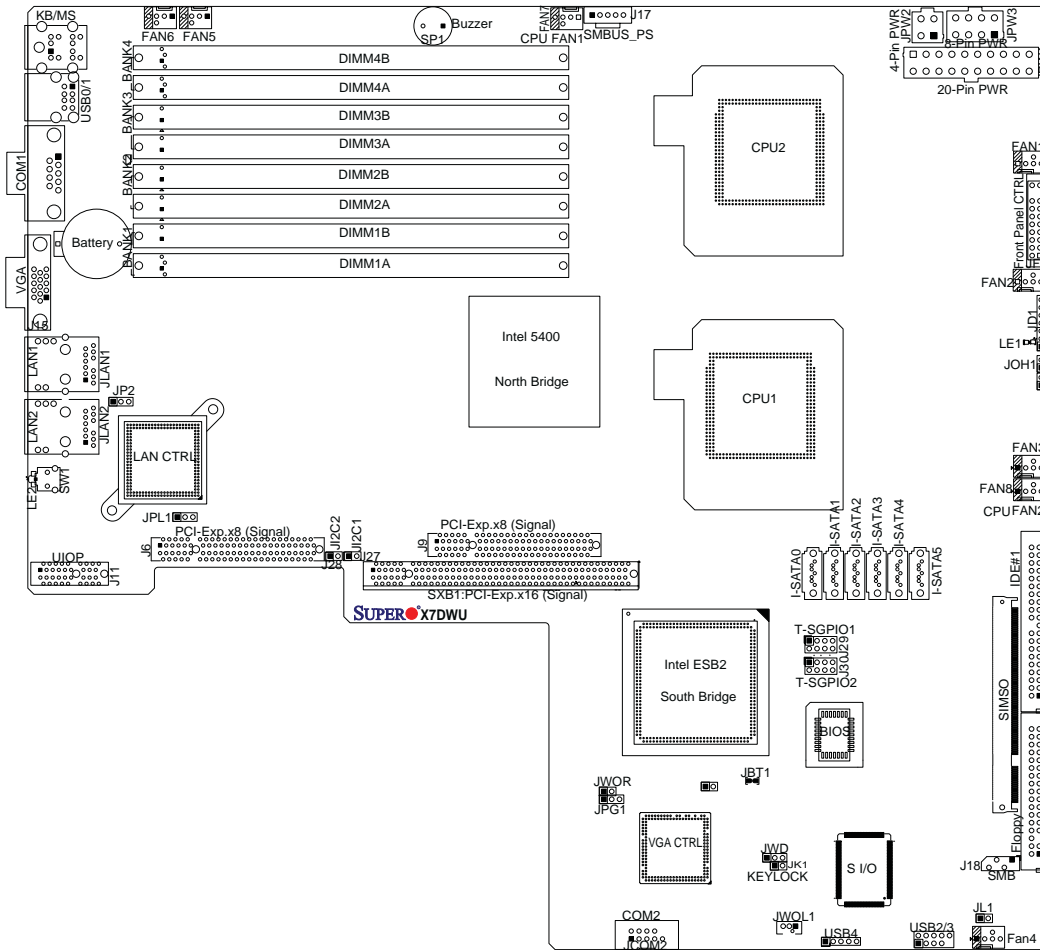 KB/MS
FAN6
FAN5
SP1
Buzzer
FAN7
CPU FAN1
J17
SMBUS_PS
4-Pin PWR
JPW2
8-Pin PWR
JPW3
20-Pin PWR
USB0/1
BANK4
BANK3
BANK2
BANK1
DIMM4B
DIMM4A
DIMM3B
DIMM3A
DIMM2B
DIMM2A
DIMM1B
DIMM1A
CPU2
COM1
Battery
VGA
J15
FAN1
Front Panel CTRL
JF
FAN2
JD1
LE1
JOH1
Intel 5400
North Bridge
CPU1
LAN1
JLAN1
JP2
LAN2
JLAN2
LAN CTRL
LE2
SW1
JPL1
FAN3
FAN8
CPU FAN2
PCI-Exp.x8 (Signal)
J6
JI2C2
JI2C1
J28
J27
PCI-Exp.x8 (Signal)
J9
UIOP
J11
SXB1:PCI-Exp.x16 (Signal)
I-SATA0
I-SATA1
I-SATA2
I-SATA3
I-SATA4
I-SATA5
IDE#1
SUPER X7DWU
Intel ESB2
South Bridge
T-SGPIO1
J29
J30
T-SGPIO2
SIMSO
BIOS
JBT1
JWOR
JPG1
VGA CTRL
JWD
JK1
KEYLOCK
S I/O
Floppy
J18
SMB
COM2
JCOM2
JWOL1
USB4
USB2/3
JL1
Fan4